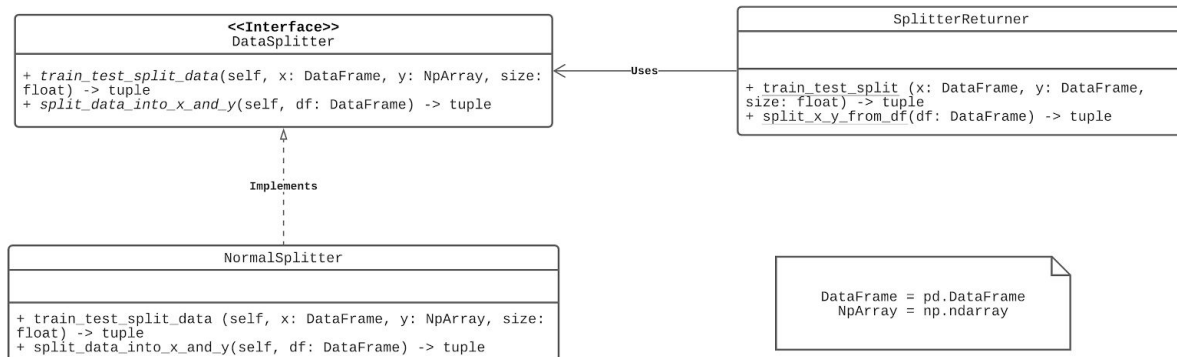 <<Interface>>
DataSplitter
+ train_test_split_data(self, x: DataFrame, y: NpArray, size:
float) -> tuple
+ split_data_into_x_and_y(self, df: DataFrame) -> tuple
Uses
SplitterReturner
+ train_test_split (x: DataFrame, y: DataFrame,
size: float) -> tuple
+ split_x_y_from_df(df: DataFrame) -> tuple
Implements
NormalSplitter
+ train_test_split_data (self, x: DataFrame, y: NpArray, size:
float) -> tuple
+ split_data_into_x_and_y(self, df: DataFrame) -> tuple
DataFrame = pd.DataFrame
NpArray = np.ndarray